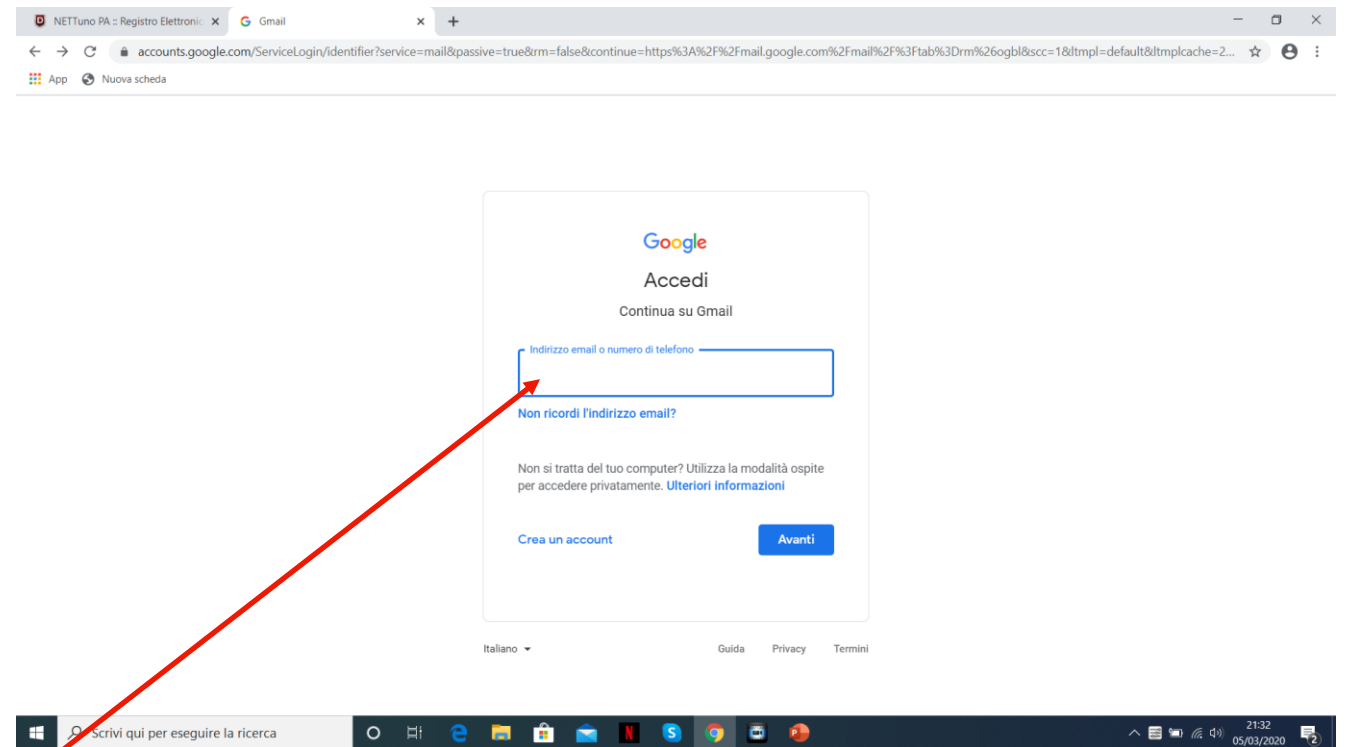 NETTuno PA :: Registro Elettronic
Gmail
accounts.google.com/ServiceLogin/identifier?service=mail&passive=true&rm=false&continue=https%3A%2F%2Fmail.google.com%2Fmail%2F%3Ftab%3Drm%26ogbl&scc=1&ltmpl=default&ltmplcache=2...
App Nuova scheda
Google
Accedi
Continua su Gmail
Indirizzo email o numero di telefono
Non ricordi l'indirizzo email?
Non si tratta del tuo computer? Utilizza la modalità ospite
per accedere privatamente. Ulteriori informazioni
Crea un account
Avanti
Italiano
Guida Privacy Termini
Scrivi qui per eseguire la ricerca
21:32
05/03/2020
2